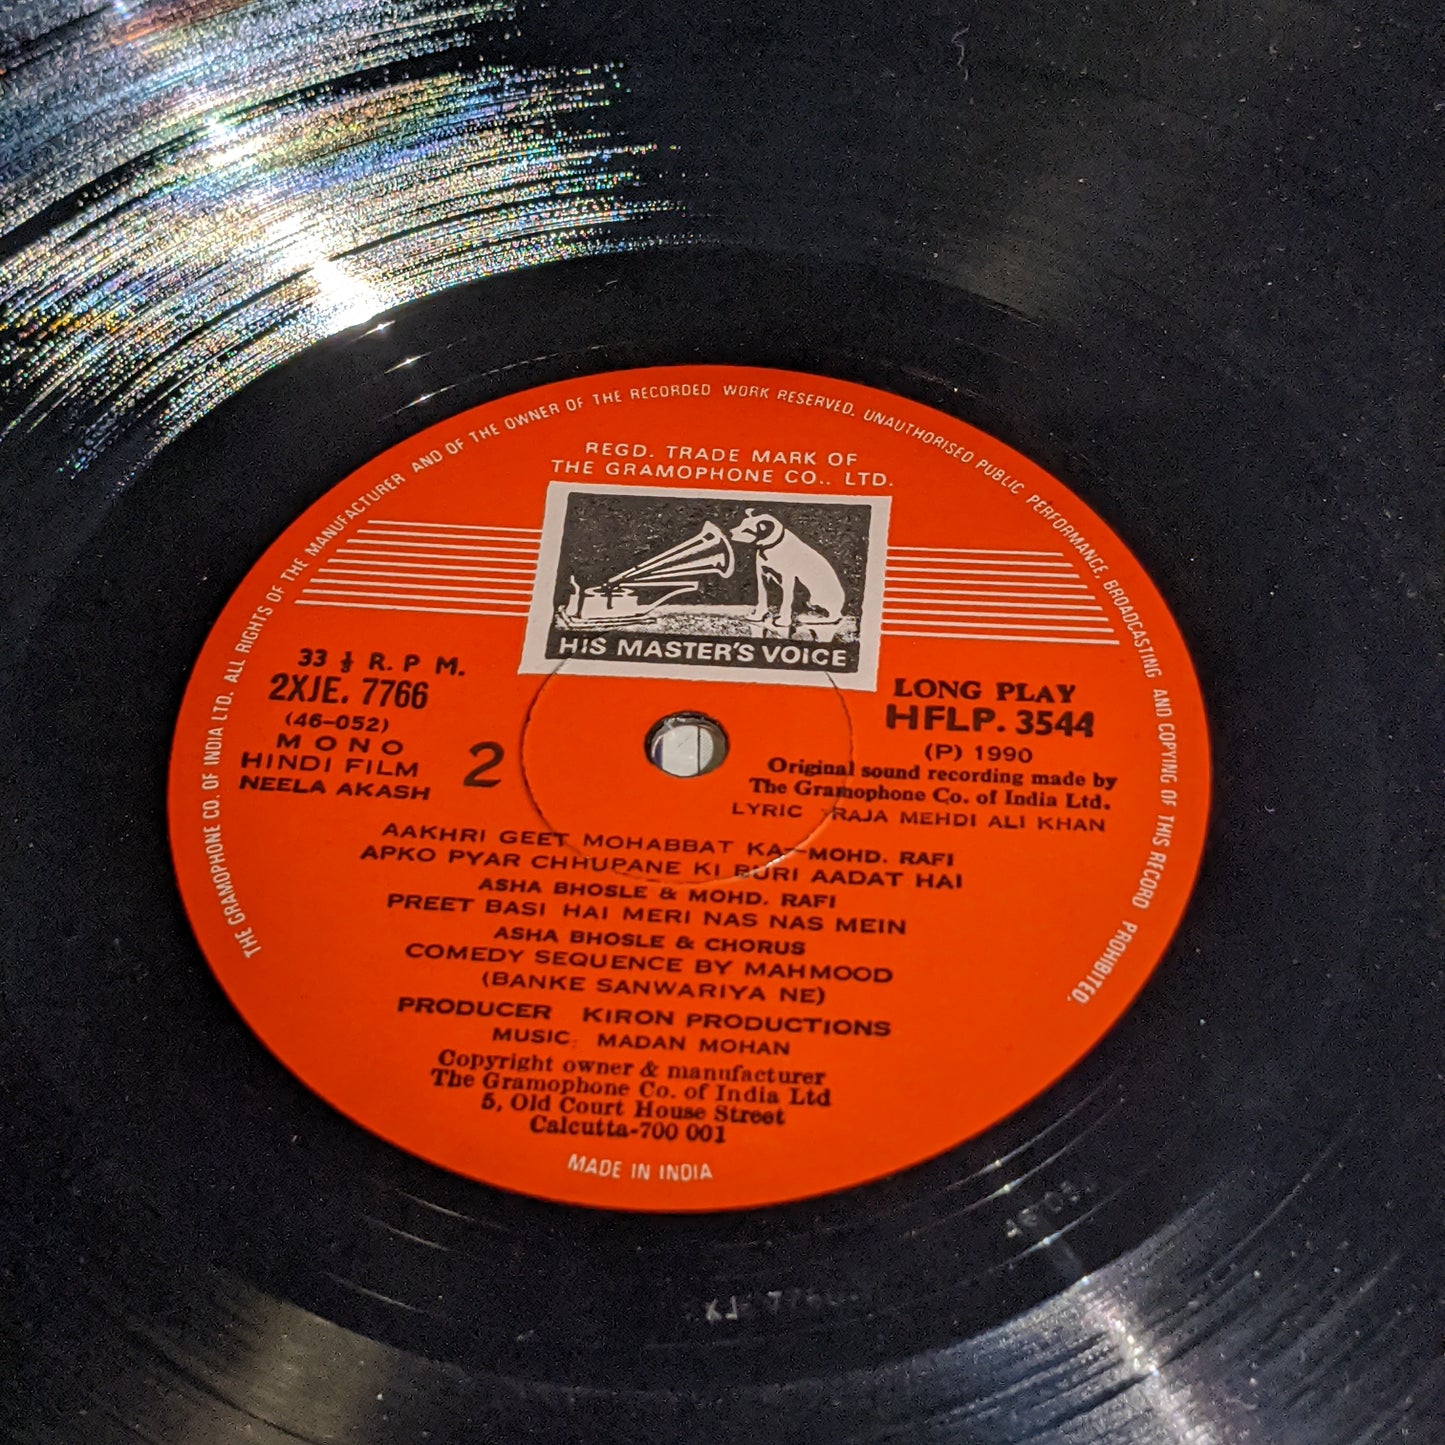 THE GRAMOPHONE CO. OF INDIA LTD. ALL RIGHTS OF THE MANUFACTURER AND OF THE OWNER OF THE RECORDED WORK RESERVED. UNAUTHORISED PUBLIC PERFORMANCE, BROADCASTING AND COPYING OF THIS RECORD PROHIBITED.
REGD. TRADE MARK OF
THE GRAMOPHONE CO.. LTD.
HIS MASTER'S VOICE
33 ⅓ R. P M.
2XJE. 7766
(46-052)
MONO
HINDI FILM
NEELA AKASH
2
LONG PLAY
HFLP. 3544
(P) 1990
Original sound recording made by
The Gramophone Co. of India Ltd.
LYRIC : RAJA MEHDI ALI KHAN
AAKHRI GEET MOHABBAT KA—MOHD. RAFI
APKO PYAR CHHUPANE KI BURI AADAT HAI
ASHA BHOSLE & MOHD. RAFI
PREET BASI HAI MERI NAS NAS MEIN
ASHA BHOSLE & CHORUS
COMEDY SEQUENCE BY MAHMOOD
(BANKE SANWARIYA NE)
PRODUCER KIRON PRODUCTIONS
MUSIC: MADAN MOHAN
Copyright owner & manufacturer
The Gramophone Co. of India Ltd
5, Old Court House Street
Calcutta-700 001
MADE IN INDIA